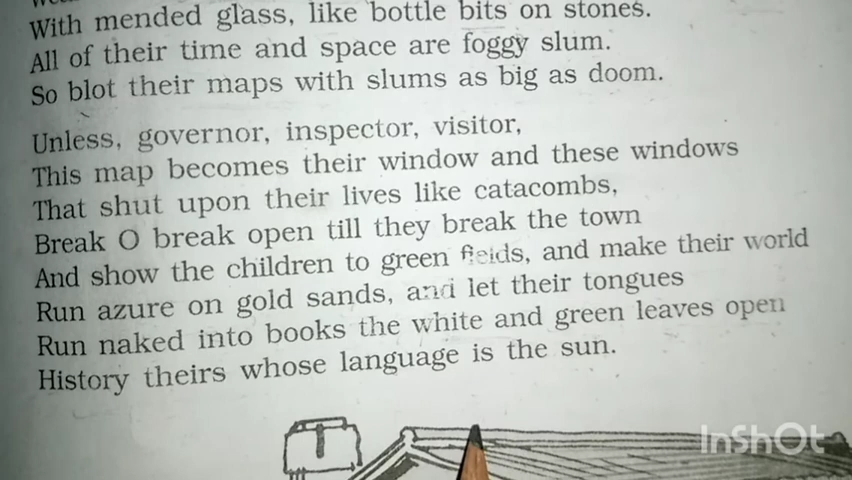 With mended glass, like bottle bits on stones.
All of their time and space are foggy slum.
So blot their maps with slums as big as doom.
Unless, governor, inspector, visitor,
This map becomes their window and these windows
That shut upon their lives like catacombs,
Break O break open till they break the town
And show the children to green fields, and make their world
Run azure on gold sands, and let their tongues
Run naked into books the white and green leaves open
History theirs whose language is the sun.
InShOt